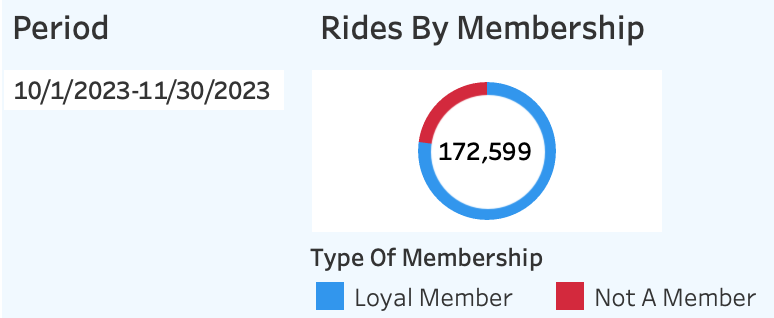 Period
Rides By Membership
10/1/2023-11/30/2023
172,599
Type Of Membership
Loyal Member
Not A Member